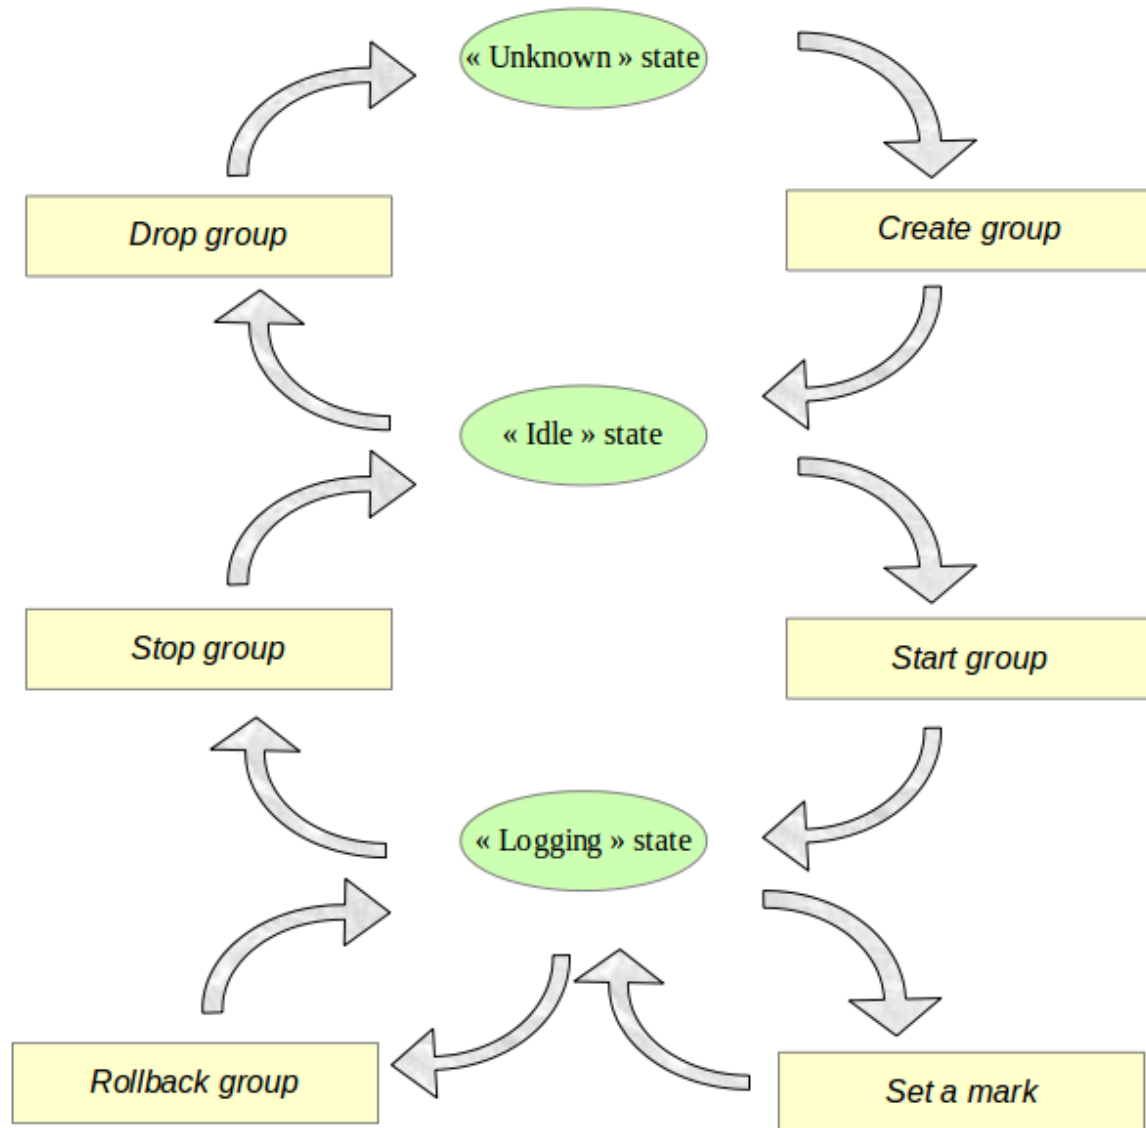 « Unknown » state
Drop group
Create group
« Idle » state
Stop group
Start group
« Logging » state
Rollback group
Set a mark